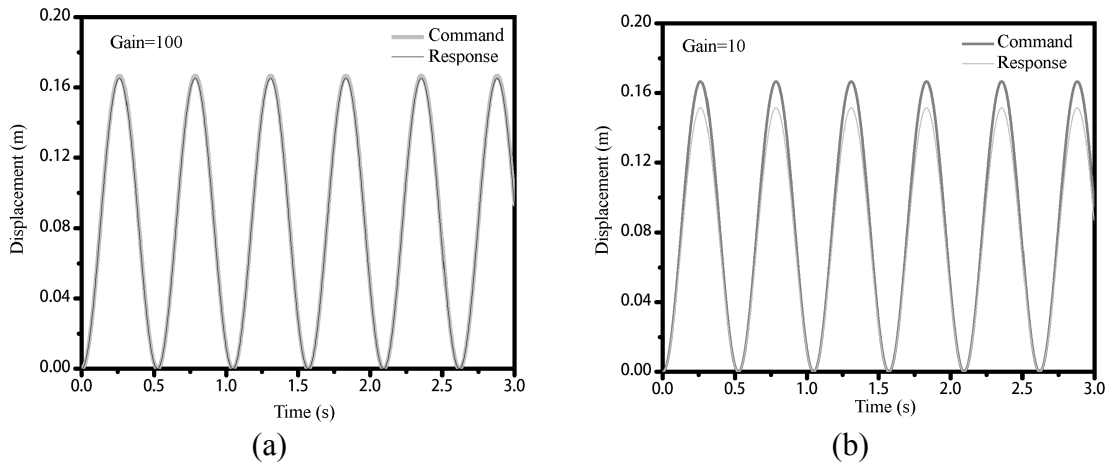 0.20
0.16
0.12
0.08
0.04
0.00
Displacement (m)
Gain=100
Command
Response
0.0 0.5 1.0 1.5 2.0 2.5 3.0
Time (s)
(a)
0.20
0.16
0.12
0.08
0.04
0.00
Displacement (m)
Gain=10
Command
Response
0.0 0.5 1.0 1.5 2.0 2.5 3.0
Time (s)
(b)